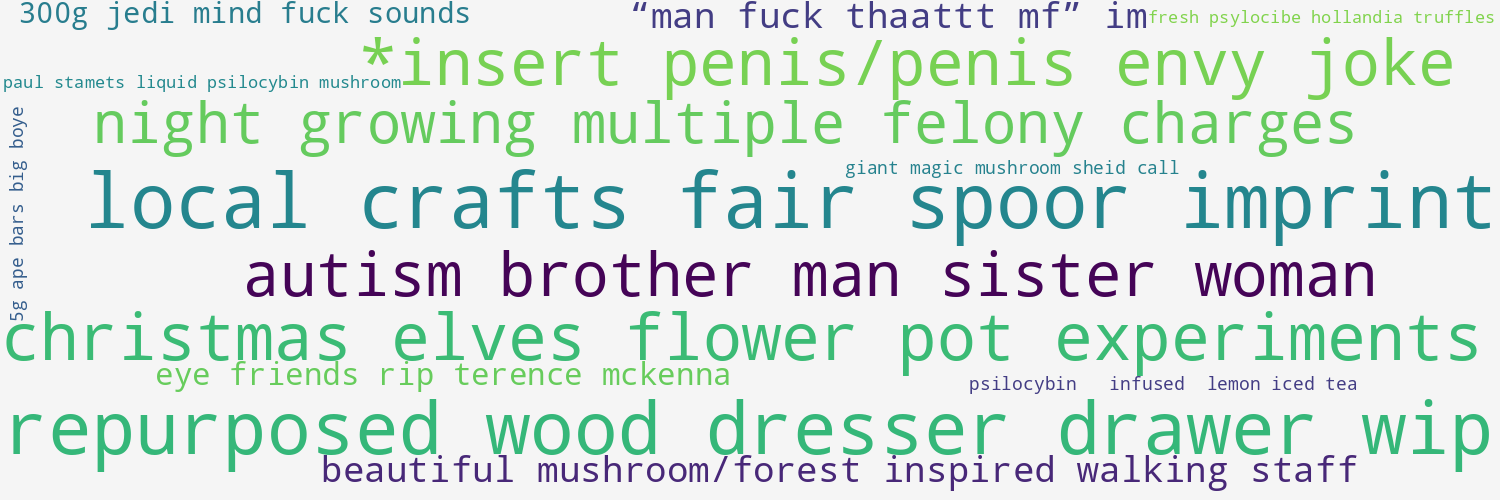 300g jedi mind fuck sounds
“man fuck thaattt mf” im
fresh psylocibe hollandia truffles
*insert penis/penis envy joke
paul stamets liquid psilocybin mushroom
night growing multiple felony charges
5g ape bars big boye
giant magic mushroom sheid call
local crafts fair spoor imprint
autism brother man sister woman
christmas elves flower pot experiments
eye friends rip terence mckenna
psilocybin infused lemon iced tea
repurposed wood dresser drawer wip
beautiful mushroom/forest inspired walking staff